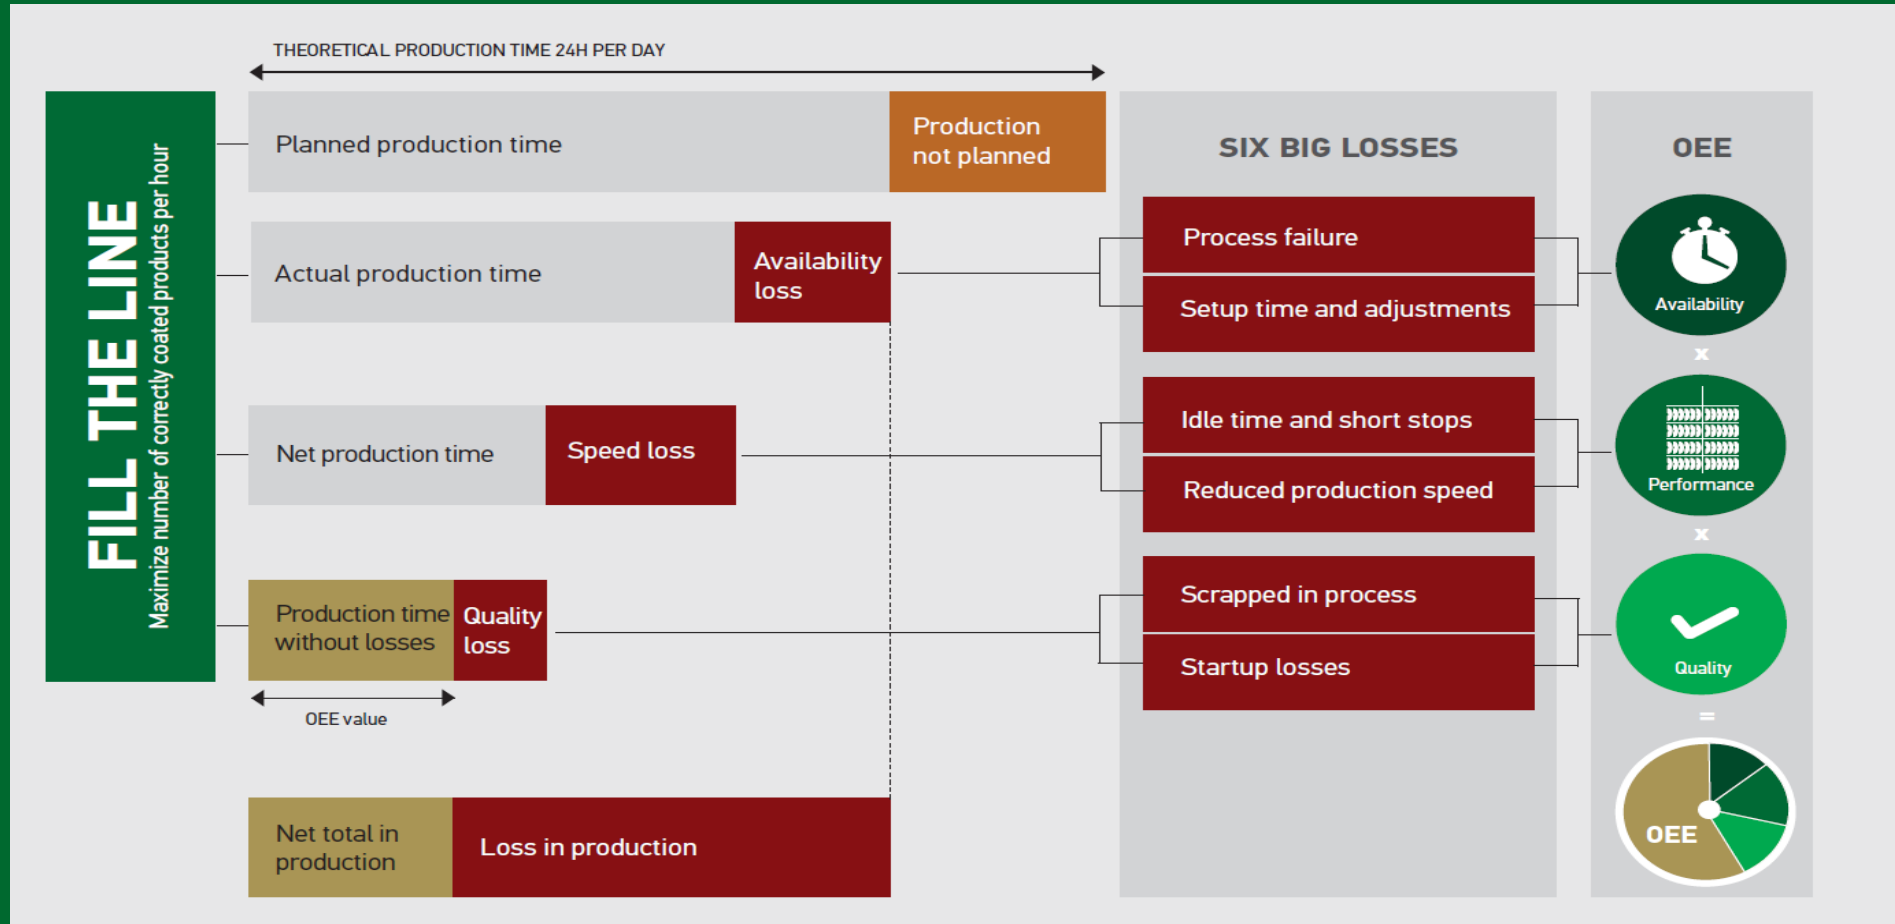 THEORETICAL PRODUCTION TIME 24H PER DAY
FILL THE LINE
Maximize number of correctly coated products per hour
Planned production time
Production
not planned
Actual production time
Availability
loss
Net production time
Speed loss
Production time
without losses
Quality
loss
OEE value
Net total in
production
Loss in production
SIX BIG LOSSES
Process failure
Setup time and adjustments
Idle time and short stops
Reduced production speed
Scrapped in process
Startup losses
OEE
Availability
x
Performance
x
Quality
=
OEE